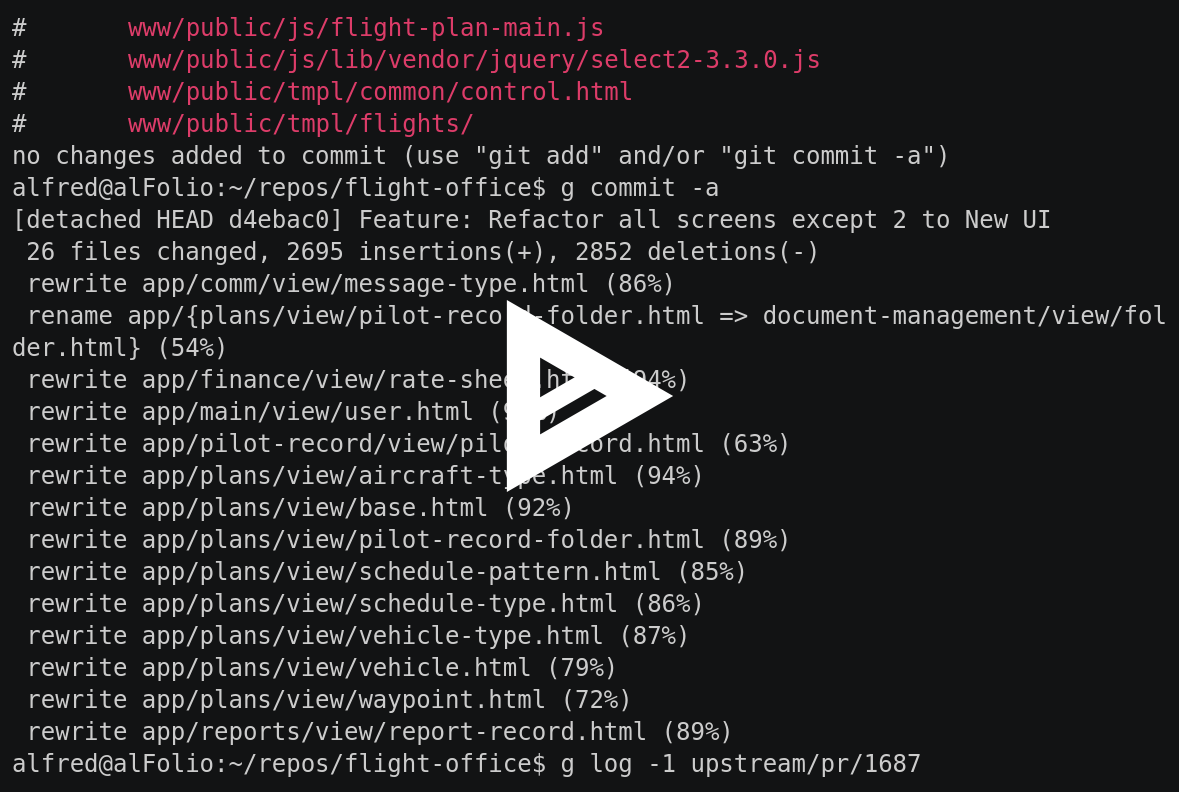 # www/public/js/flight-plan-main.js
# www/public/js/lib/vendor/jquery/select2-3.3.0.js
# www/public/tmpl/common/control.html
# www/public/tmpl/flights/
no changes added to commit (use "git add" and/or "git commit -a")
alfred@alFolio:~/repos/flight-office$ g commit -a
[detached HEAD d4ebac0] Feature: Refactor all screens except 2 to New UI
26 files changed, 2695 insertions(+), 2852 deletions(-)
rewrite app/comm/view/message-type.html (86%)
rename app/{plans/view/pilot-record-folder.html => document-management/view/fol
der.html} (54%)
rewrite app/finance/view/rate-sheet.html (94%)
rewrite app/main/view/user.html
rewrite app/pilot-record/view/pilot-record.html (63%)
rewrite app/plans/view/aircraft-type.html (94%)
rewrite app/plans/view/base.html (92%)
rewrite app/plans/view/pilot-record-folder.html (89%)
rewrite app/plans/view/schedule-pattern.html (85%)
rewrite app/plans/view/schedule-type.html (86%)
rewrite app/plans/view/vehicle-type.html (87%)
rewrite app/plans/view/vehicle.html (79%)
rewrite app/plans/view/waypoint.html (72%)
rewrite app/reports/view/report-record.html (89%)
alfred@alFolio:~/repos/flight-office$ g log -1 upstream/pr/1687